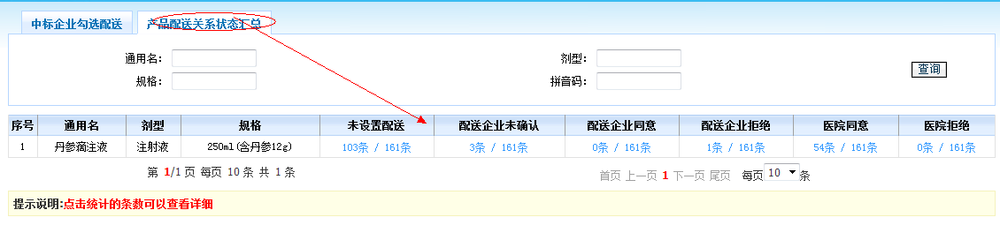 中标企业勾选配送 产品配送关系状态汇总
通用名: 剂型:
查询
规格: 拼音码:
序号 通用名 剂型 规格 未设置配送 配送企业未确认 配送企业同意 配送企业拒绝 医院同意 医院拒绝
1 丹参滴注液 注射液 250ml(含丹参12g) 103条 / 161条 3条 / 161条 0条 / 161条 1条 / 161条 54条 / 161条 0条 / 161条
第 1/1 页 每页 10 条 共 1 条 首页 上一页 1 下一页 尾页 每页 10 条
提示说明:点击统计的条数可以查看详细